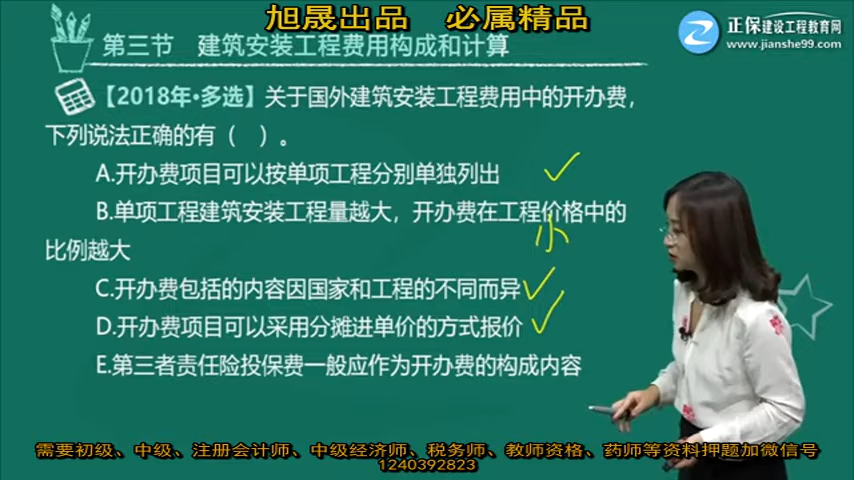 旭晟出品　必属精品
正保建设工程教育网
www.jianshe99.com
第三节　建筑安装工程费用构成和计算
【2018年·多选】关于国外建筑安装工程费用中的开办费，
下列说法正确的有（　）。
A.开办费项目可以按单项工程分别单独列出
B.单项工程建筑安装工程量越大，开办费在工程价格中的
小
比例越大
C.开办费包括的内容因国家和工程的不同而异
D.开办费项目可以采用分摊进单价的方式报价
E.第三者责任险投保费一般应作为开办费的构成内容
需要初级、中级、注册会计师、中级经济师、税务师、教师资格、药师等资料押题加微信号
1240392823